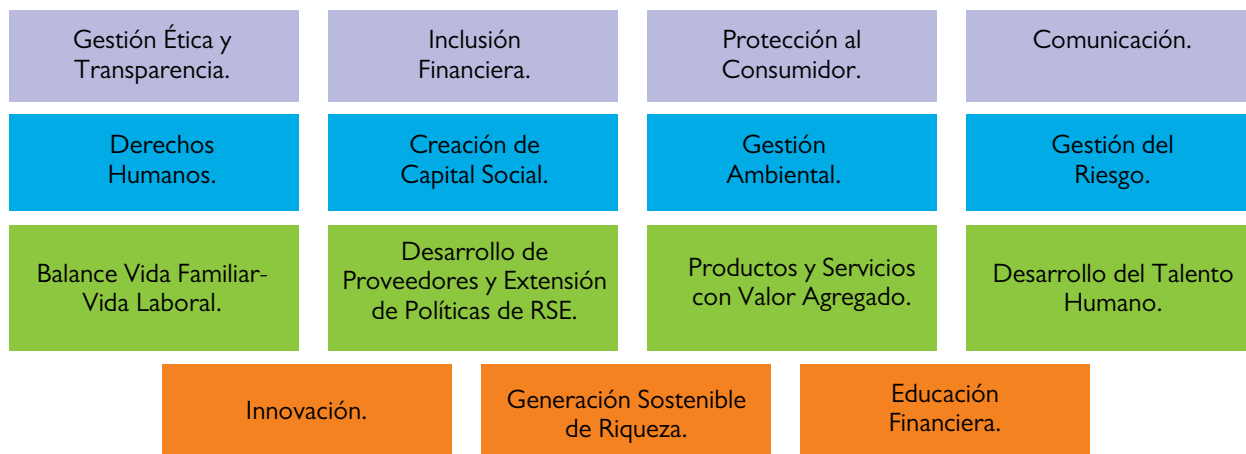 Gestión Ética y
Transparencia.
Inclusión
Financiera.
Protección al
Consumidor.
Comunicación.
Derechos
Humanos.
Creación de
Capital Social.
Gestión
Ambiental.
Gestión del
Riesgo.
Balance Vida Familiar-
Vida Laboral.
Desarrollo de
Proveedores y Extensión
de Políticas de RSE.
Productos y Servicios
con Valor Agregado.
Desarrollo del Talento
Humano.
Innovación.
Generación Sostenible
de Riqueza.
Educación
Financiera.